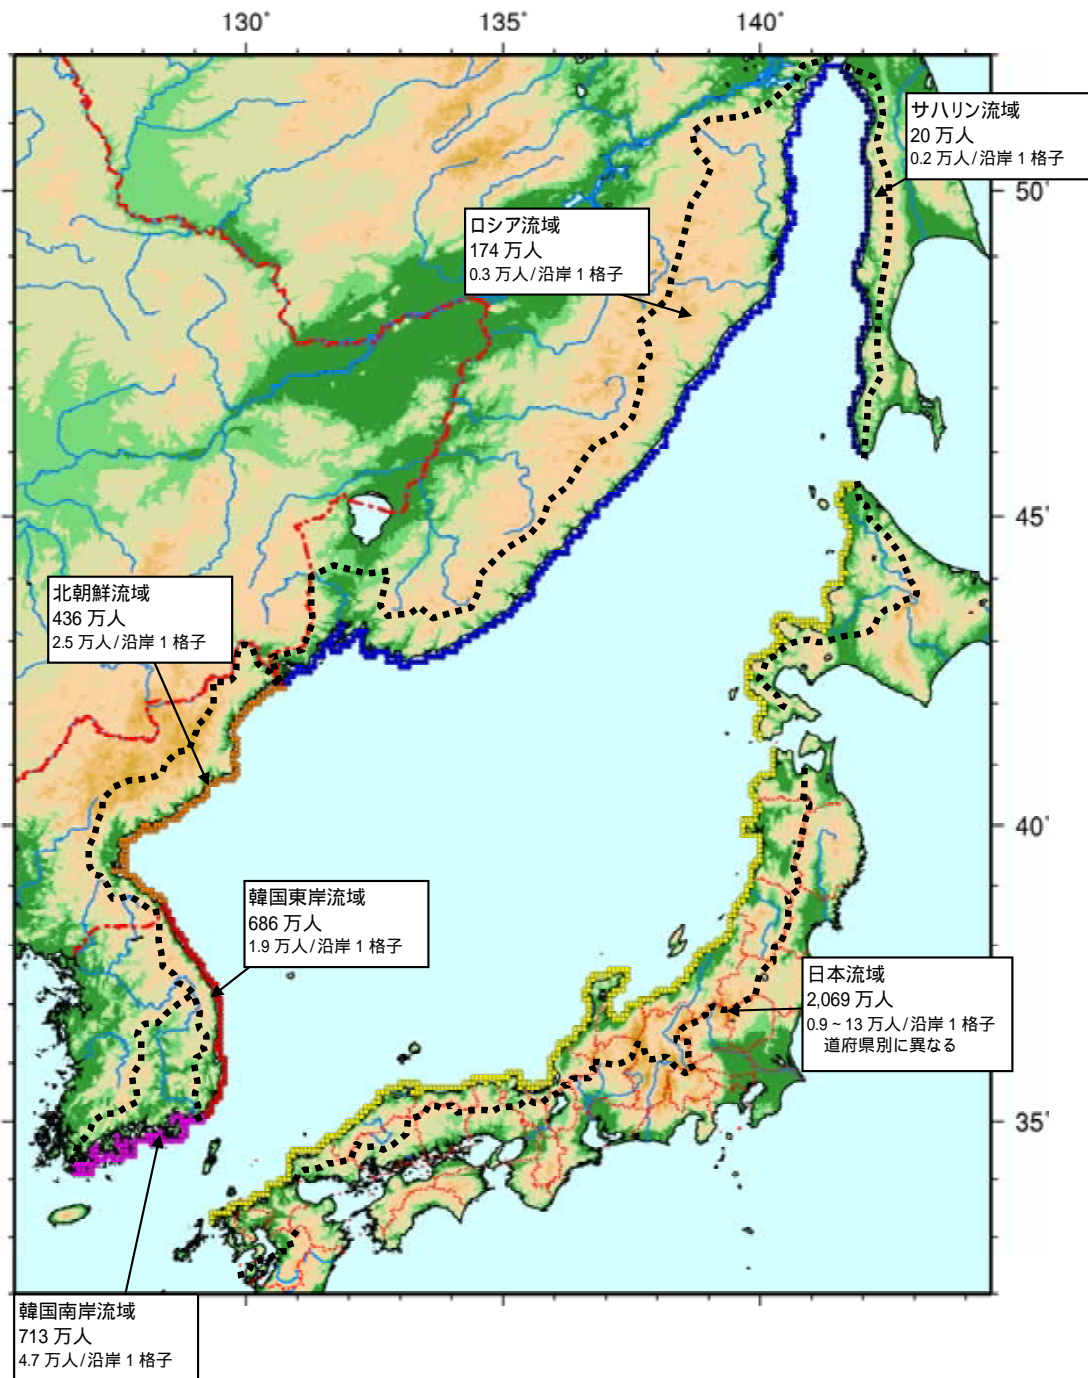 130°
135°
140°
サハリン流域
20 万人
0.2 万人/沿岸 1 格子
50°
ロシア流域
174 万人
0.3 万人/沿岸 1 格子
45°
北朝鮮流域
436 万人
2.5 万人/沿岸 1 格子
40°
韓国東岸流域
686 万人
1.9 万人/沿岸 1 格子
日本流域
2,069 万人
0.9~13 万人/沿岸 1 格子
道府県別に異なる
35°
韓国南岸流域
713 万人
4.7 万人/沿岸 1 格子